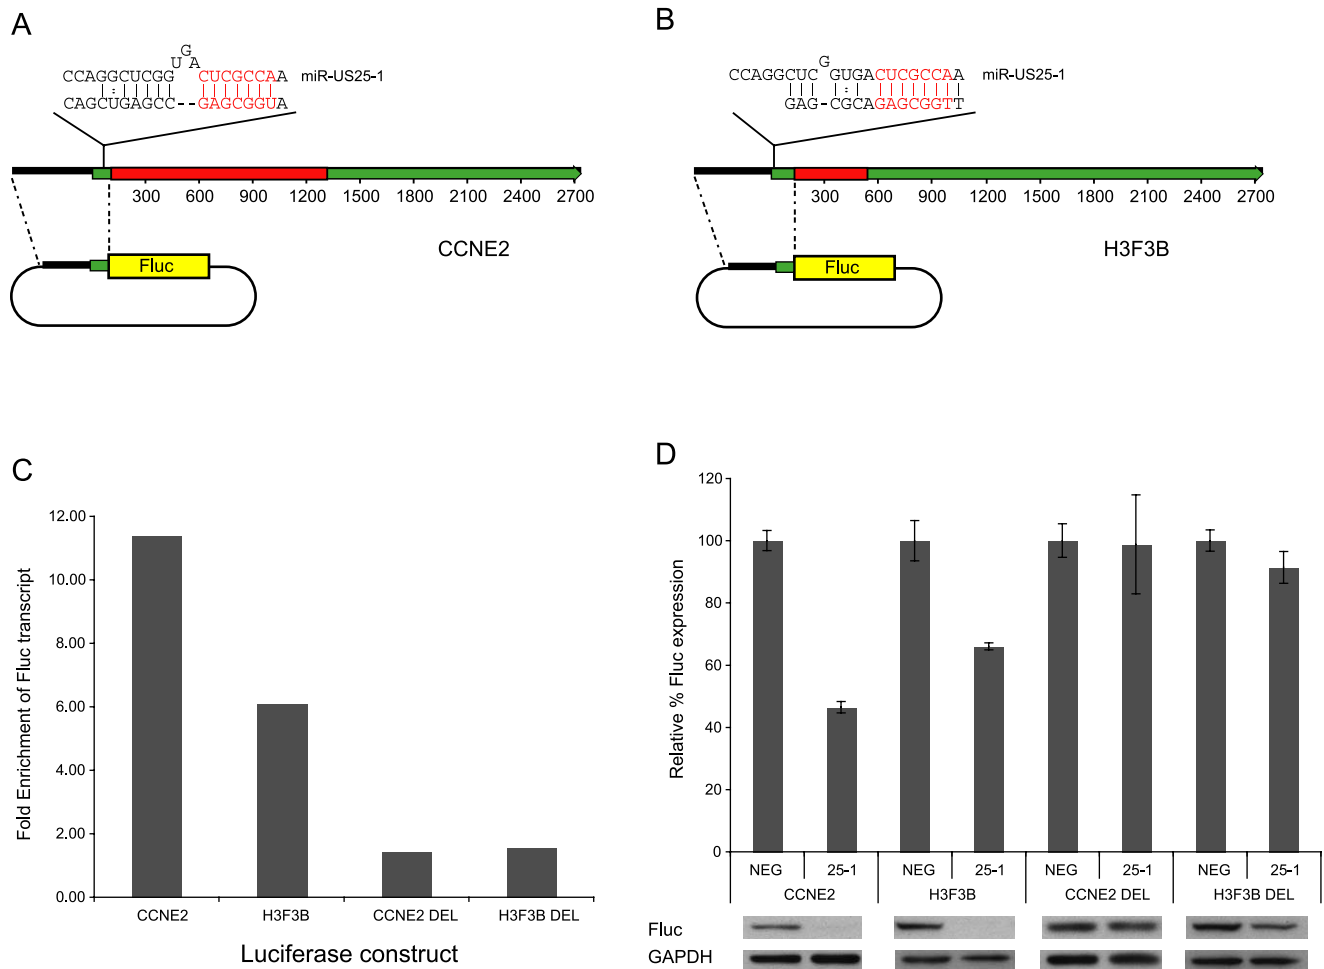 A
UGA
CCAGGCUCGG CUCGCCAA miR-US25-1
CAGCUGAGCC--GAGCGGUA
300 600 900 1200 1500 1800 2100 2400 2700
CCNE2
Fluc
B
G
CCAGGCUC GUGACUCGCCAA miR-US25-1
GAG-CGCAGAGCGGTT
300 600 900 1200 1500 1800 2100 2400 2700
H3F3B
Fluc
C
Fold Enrichment of Fluc transcript
12.00
10.00
8.00
6.00
4.00
2.00
0.00
CCNE2 H3F3B CCNE2 DEL H3F3B DEL
Luciferase construct
D
Relative % Fluc expression
120
100
80
60
40
20
0
NEG 25-1 NEG 25-1 NEG 25-1 NEG 25-1
CCNE2 H3F3B CCNE2 DEL H3F3B DEL
Fluc
GAPDH